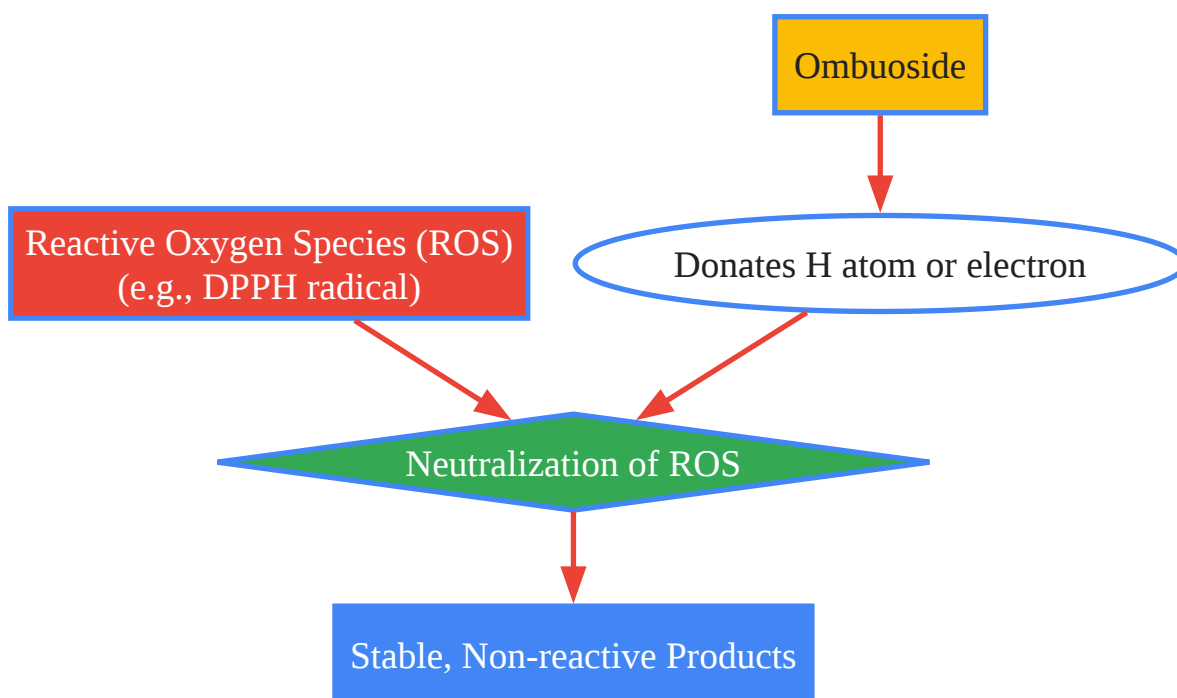 Ombuoside
Reactive Oxygen Species (ROS)
(e.g., DPPH radical)
Donates H atom or electron
Neutralization of ROS
Stable, Non-reactive Products